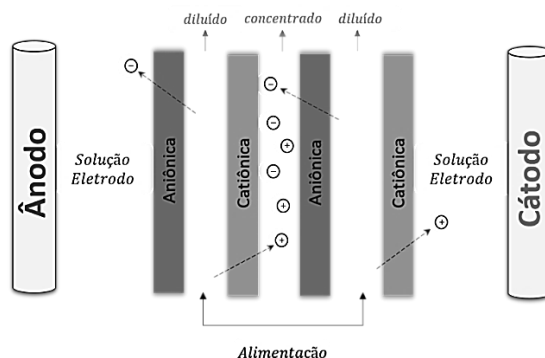 diluído concentrado diluído
Ânodo
Solução
Eletrodo
Aniônica
Catiônica
Aniônica
Catiônica
Solução
Eletrodo
Cátodo
Alimentação